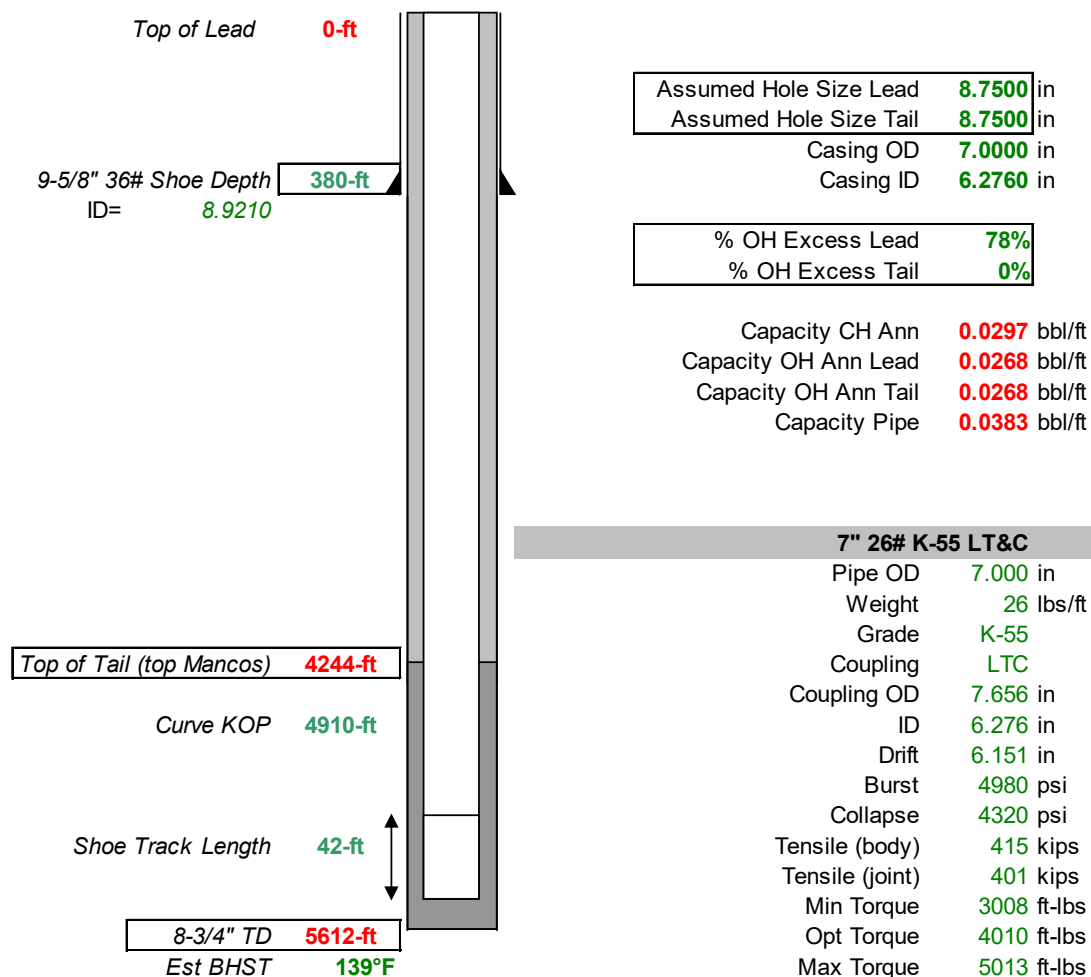 Top of Lead 0-ft
Assumed Hole Size Lead 8.7500 in
Assumed Hole Size Tail 8.7500 in
Casing OD 7.0000 in
9-5/8" 36# Shoe Depth 380-ft
Casing ID 6.2760 in
ID= 8.9210
% OH Excess Lead 78%
% OH Excess Tail 0%
Capacity CH Ann 0.0297 bbl/ft
Capacity OH Ann Lead 0.0268 bbl/ft
Capacity OH Ann Tail 0.0268 bbl/ft
Capacity Pipe 0.0383 bbl/ft
7" 26# K-55 LT&C
Pipe OD 7.000 in
Weight 26 lbs/ft
Grade K-55
Top of Tail (top Mancos) 4244-ft
Coupling LTC
Coupling OD 7.656 in
Curve KOP 4910-ft
ID 6.276 in
Drift 6.151 in
Burst 4980 psi
Collapse 4320 psi
Shoe Track Length 42-ft
Tensile (body) 415 kips
Tensile (joint) 401 kips
Min Torque 3008 ft-lbs
8-3/4" TD 5612-ft
Opt Torque 4010 ft-lbs
Est BHST 139°F
Max Torque 5013 ft-lbs